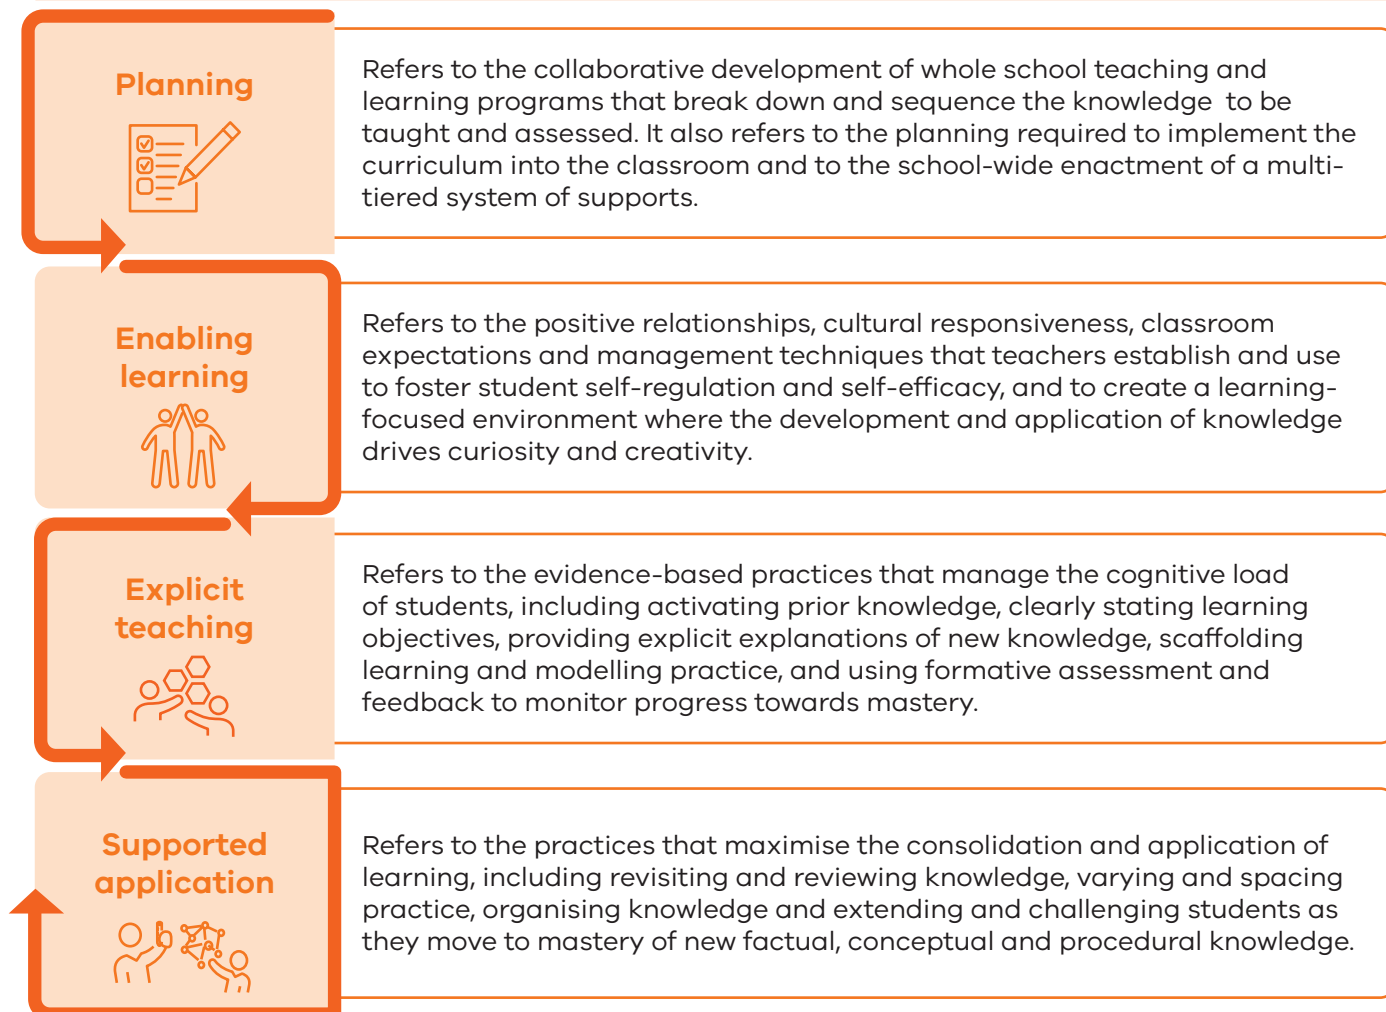 Planning
Refers to the collaborative development of whole school teaching and
learning programs that break down and sequence the knowledge to be
taught and assessed. It also refers to the planning required to implement the
curriculum into the classroom and to the school-wide enactment of a multi-
tiered system of supports.
Enabling
learning
Refers to the positive relationships, cultural responsiveness, classroom
expectations and management techniques that teachers establish and use
to foster student self-regulation and self-efficacy, and to create a learning-
focused environment where the development and application of knowledge
drives curiosity and creativity.
Explicit
teaching
Refers to the evidence-based practices that manage the cognitive load
of students, including activating prior knowledge, clearly stating learning
objectives, providing explicit explanations of new knowledge, scaffolding
learning and modelling practice, and using formative assessment and
feedback to monitor progress towards mastery.
Supported
application
Refers to the practices that maximise the consolidation and application of
learning, including revisiting and reviewing knowledge, varying and spacing
practice, organising knowledge and extending and challenging students as
they move to mastery of new factual, conceptual and procedural knowledge.